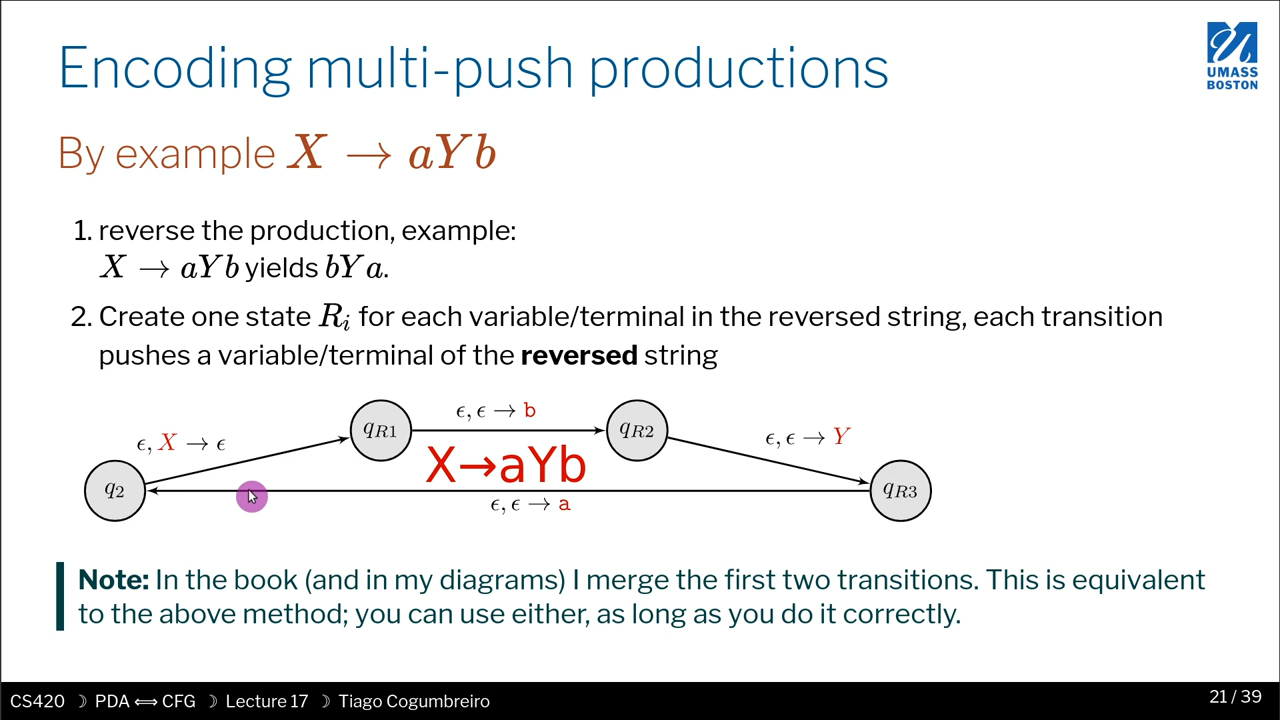 Encoding multi-push productions
UMASS
BOSTON
By example X → aYb
1. reverse the production, example:
X → aYb yields bYa.
2. Create one state Rᵢ for each variable/terminal in the reversed string, each transition
pushes a variable/terminal of the reversed string
ϵ, X → ϵ
q_R1
ϵ, ϵ → b
q_R2
ϵ, ϵ → Y
X→aYb
q_2
q_R3
ϵ, ϵ → a
Note: In the book (and in my diagrams) I merge the first two transitions. This is equivalent
to the above method; you can use either, as long as you do it correctly.
CS420 ☽ PDA ⟺ CFG ☽ Lecture 17 ☽ Tiago Cogumbreiro
21 / 39